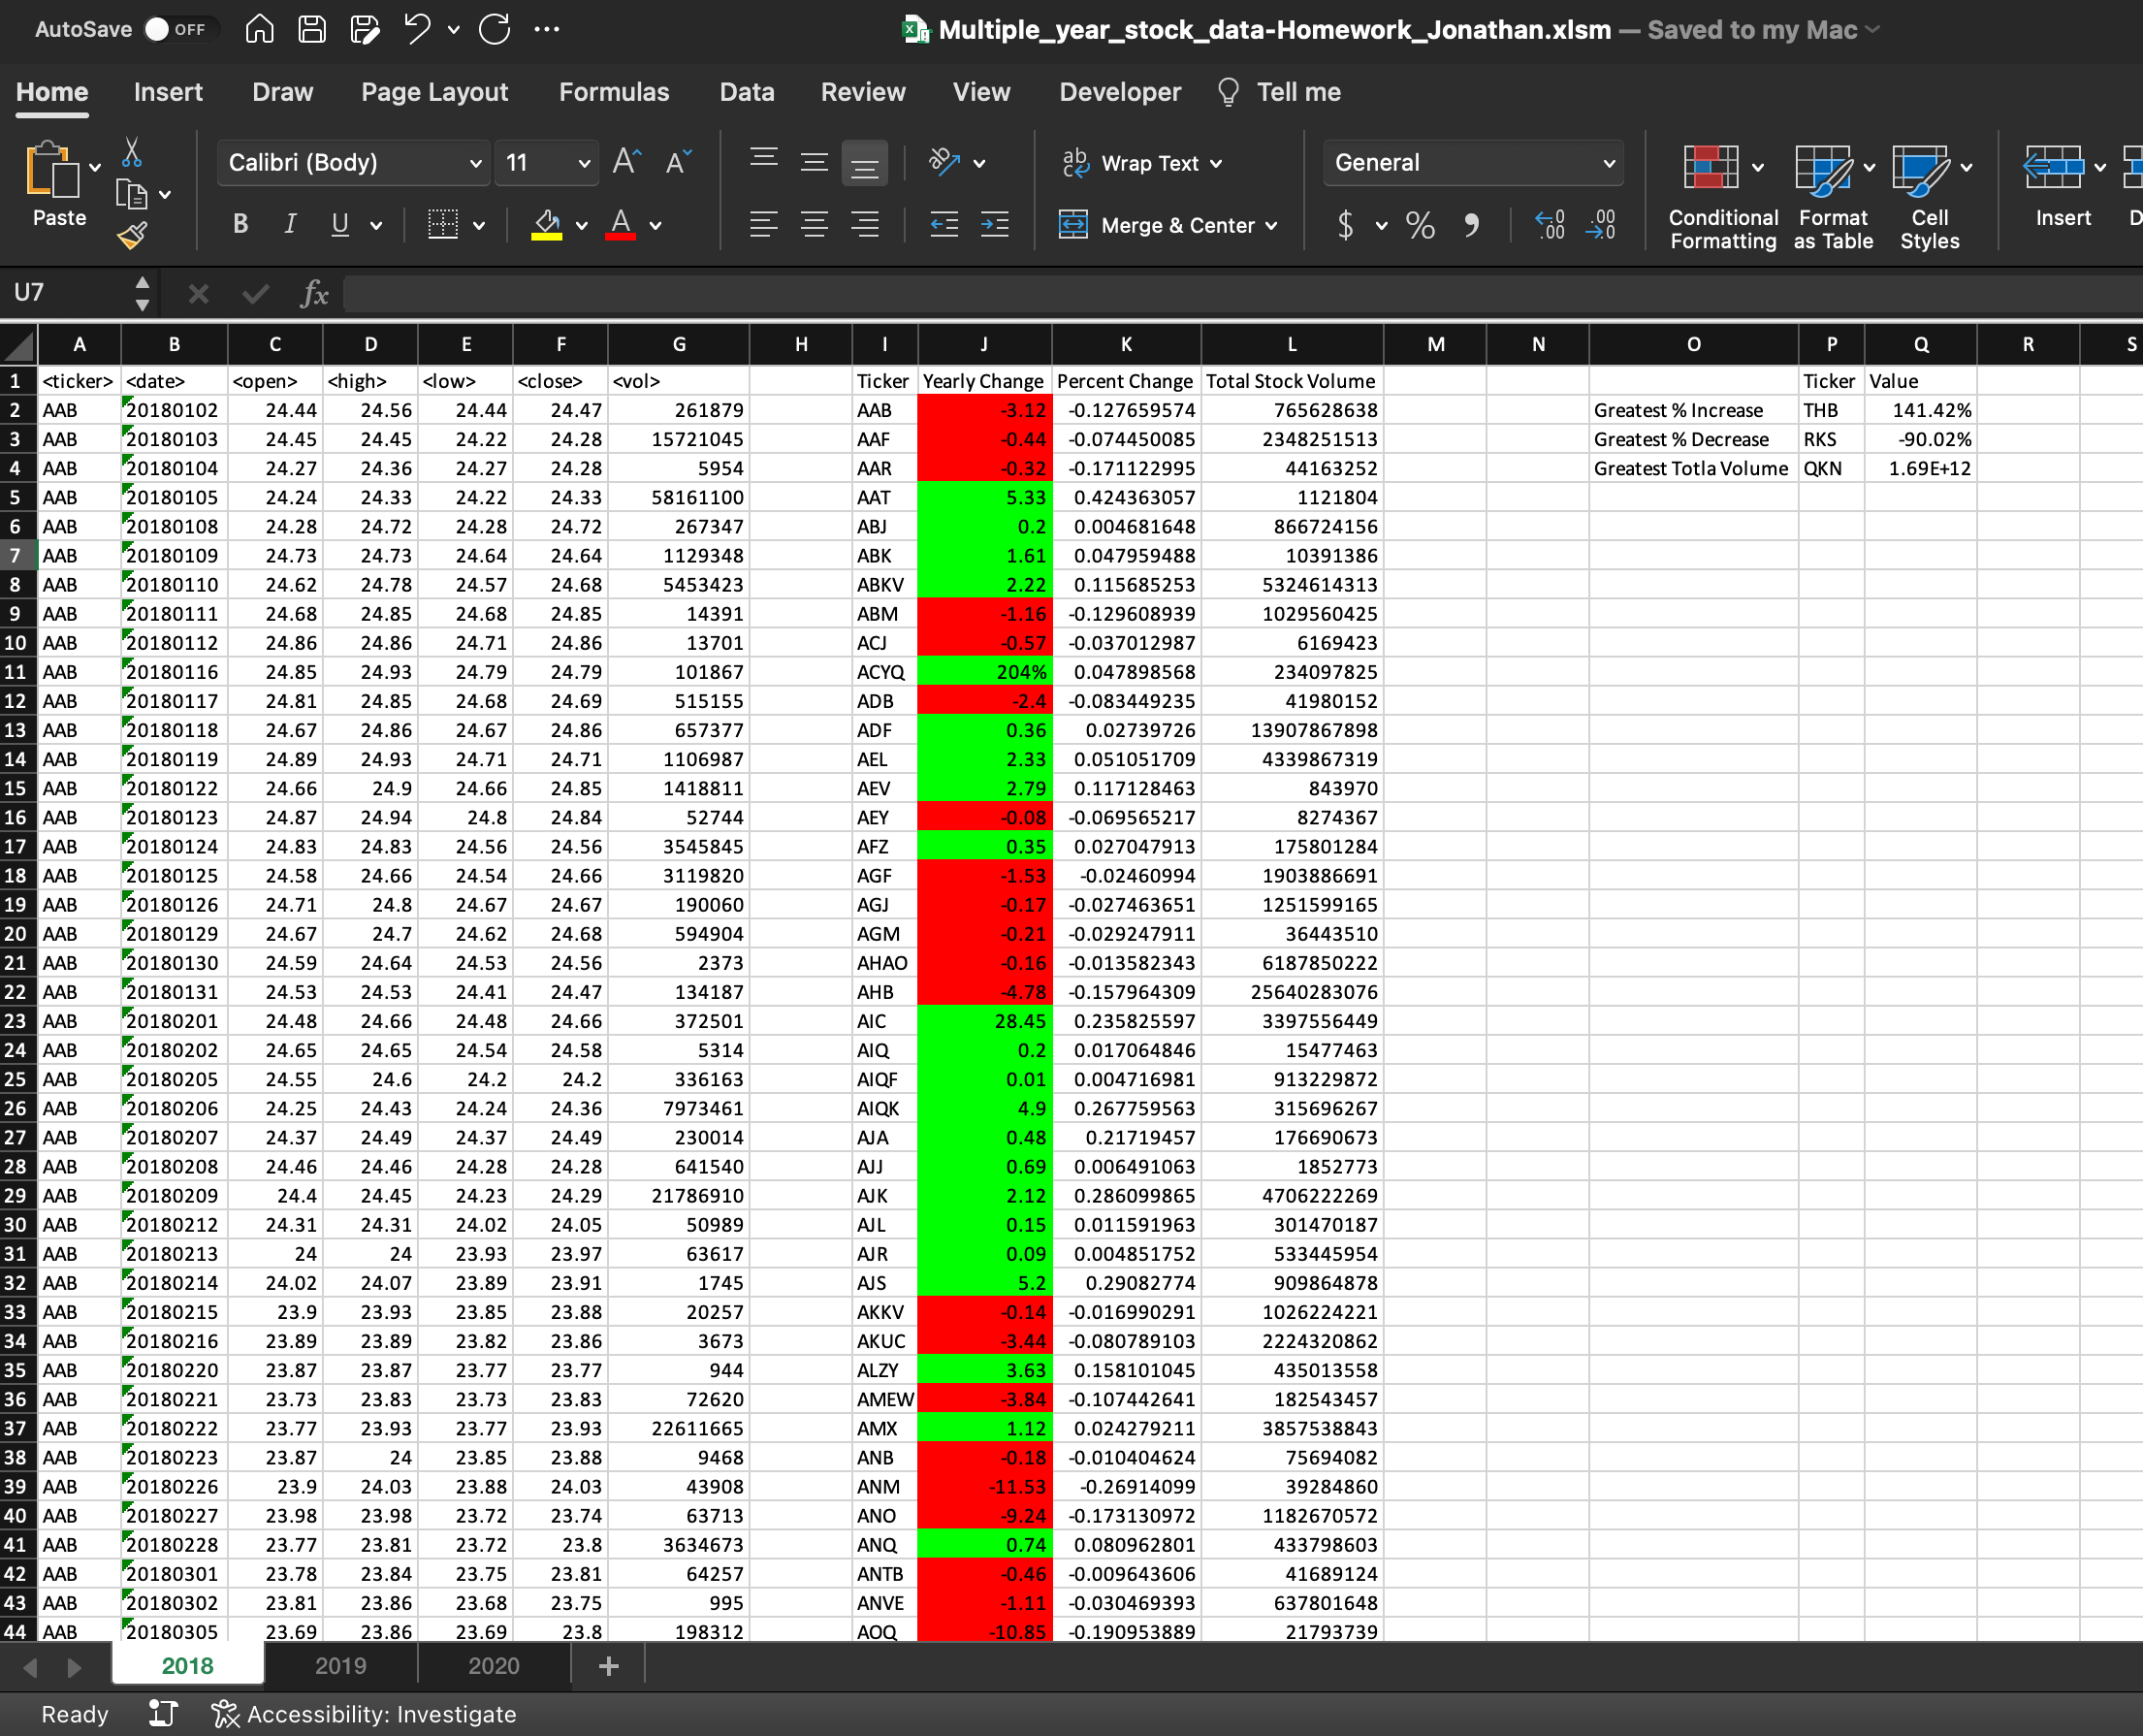 AutoSave OFF Multiple_year_stock_data-Homework_Jonathan.xlsm — Saved to my Mac
Home Insert Draw Page Layout Formulas Data Review View Developer Tell me
Paste Calibri (Body) 11 Wrap Text General Conditional Formatting Format as Table Cell Styles Insert D
B I U A Merge & Center $ %
U7 fx
A B C D E F G H I J K L M N O P Q R S
1 <ticker> <date> <open> <high> <low> <close> <vol> Ticker Yearly Change Percent Change Total Stock Volume Ticker Value
2 AAB 20180102 24.44 24.56 24.44 24.47 261879 AAB -3.12 -0.127659574 765628638 Greatest % Increase THB 141.42%
3 AAB 20180103 24.45 24.45 24.22 24.28 15721045 AAF -0.44 -0.074450085 2348251513 Greatest % Decrease RKS -90.02%
4 AAB 20180104 24.27 24.36 24.27 24.28 5954 AAR -0.32 -0.171122995 44163252 Greatest Totla Volume QKN 1.69E+12
5 AAB 20180105 24.24 24.33 24.22 24.33 58161100 AAT 5.33 0.424363057 1121804
6 AAB 20180108 24.28 24.72 24.28 24.72 267347 ABJ 0.2 0.004681648 866724156
7 AAB 20180109 24.73 24.73 24.64 24.64 1129348 ABK 1.61 0.047959488 10391386
8 AAB 20180110 24.62 24.78 24.57 24.68 5453423 ABKV 2.22 0.115685253 5324614313
9 AAB 20180111 24.68 24.85 24.68 24.85 14391 ABM -1.16 -0.129608939 1029560425
10 AAB 20180112 24.86 24.86 24.71 24.86 13701 ACJ -0.57 -0.037012987 6169423
11 AAB 20180116 24.85 24.93 24.79 24.79 101867 ACYQ 204% 0.047898568 234097825
12 AAB 20180117 24.81 24.85 24.68 24.69 515155 ADB -2.4 -0.083449235 41980152
13 AAB 20180118 24.67 24.86 24.67 24.86 657377 ADF 0.36 0.02739726 13907867898
14 AAB 20180119 24.89 24.93 24.71 24.71 1106987 AEL 2.33 0.051051709 4339867319
15 AAB 20180122 24.66 24.9 24.66 24.85 1418811 AEV 2.79 0.117128463 843970
16 AAB 20180123 24.87 24.94 24.8 24.84 52744 AEY -0.08 -0.069565217 8274367
17 AAB 20180124 24.83 24.83 24.56 24.56 3545845 AFZ 0.35 0.027047913 175801284
18 AAB 20180125 24.58 24.66 24.54 24.66 3119820 AGF -1.53 -0.02460994 1903886691
19 AAB 20180126 24.71 24.8 24.67 24.67 190060 AGJ -0.17 -0.027463651 1251599165
20 AAB 20180129 24.67 24.7 24.62 24.68 594904 AGM -0.21 -0.029247911 36443510
21 AAB 20180130 24.59 24.64 24.53 24.56 2373 AHAO -0.16 -0.013582343 6187850222
22 AAB 20180131 24.53 24.53 24.41 24.47 134187 AHB -4.78 -0.157964309 25640283076
23 AAB 20180201 24.48 24.66 24.48 24.66 372501 AIC 28.45 0.235825597 3397556449
24 AAB 20180202 24.65 24.65 24.54 24.58 5314 AIQ 0.2 0.017064846 15477463
25 AAB 20180205 24.55 24.6 24.2 24.2 336163 AIQF 0.01 0.004716981 913229872
26 AAB 20180206 24.25 24.43 24.24 24.36 7973461 AIQK 4.9 0.267759563 315696267
27 AAB 20180207 24.37 24.49 24.37 24.49 230014 AJA 0.48 0.21719457 176690673
28 AAB 20180208 24.46 24.46 24.28 24.28 641540 AJJ 0.69 0.006491063 1852773
29 AAB 20180209 24.4 24.45 24.23 24.29 21786910 AJK 2.12 0.286099865 4706222269
30 AAB 20180212 24.31 24.31 24.02 24.05 50989 AJL 0.15 0.011591963 301470187
31 AAB 20180213 24 24 23.93 23.97 63617 AJR 0.09 0.004851752 533445954
32 AAB 20180214 24.02 24.07 23.89 23.91 1745 AJS 5.2 0.29082774 909864878
33 AAB 20180215 23.9 23.93 23.85 23.88 20257 AKKV -0.14 -0.016990291 1026224221
34 AAB 20180216 23.89 23.89 23.82 23.86 3673 AKUC -3.44 -0.080789103 2224320862
35 AAB 20180220 23.87 23.87 23.77 23.77 944 ALZY 3.63 0.158101045 435013558
36 AAB 20180221 23.73 23.83 23.73 23.83 72620 AMEW -3.84 -0.107442641 182543457
37 AAB 20180222 23.77 23.93 23.77 23.93 22611665 AMX 1.12 0.024279211 3857538843
38 AAB 20180223 23.87 24 23.85 23.88 9468 ANB -0.18 -0.010404624 75694082
39 AAB 20180226 23.9 24.03 23.88 24.03 43908 ANM -11.53 -0.26914099 39284860
40 AAB 20180227 23.98 23.98 23.72 23.74 63713 ANO -9.24 -0.173130972 1182670572
41 AAB 20180228 23.77 23.81 23.72 23.8 3634673 ANQ 0.74 0.080962801 433798603
42 AAB 20180301 23.78 23.84 23.75 23.81 64257 ANTB -0.46 -0.009643606 41689124
43 AAB 20180302 23.81 23.86 23.68 23.75 995 ANVE -1.11 -0.030469393 637801648
44 AAB 20180305 23.69 23.86 23.69 23.8 198312 AOQ -10.85 -0.190953889 21793739
2018 2019 2020 +
Ready Accessibility: Investigate